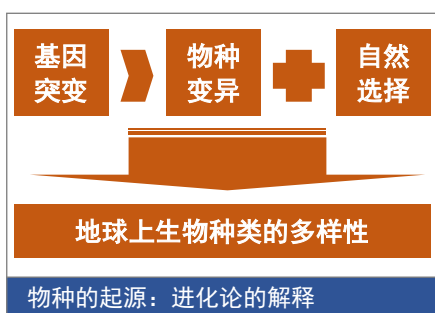 基因
突变
物种
变异
自然
选择
地球上生物种类的多样性
物种的起源：进化论的解释